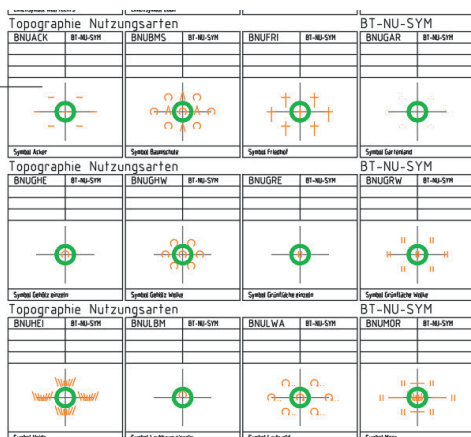 Topographie Nutzungsarten BT-NU-SYM
BNUACK BT-NU-SYM BNUBMS BT-NU-SYM BNUFRI BT-NU-SYM BNUGAR BT-NU-SYM
Symbol Acker Symbol Baumschule Symbol Friedhof Symbol Gartenland
Topographie Nutzungsarten BT-NU-SYM
BNUGHE BT-NU-SYM BNUGHW BT-NU-SYM BNUGRE BT-NU-SYM BNUGRW BT-NU-SYM
Symbol Gehölz einzeln Symbol Gehölz Wolke Symbol Grünfläche einzeln Symbol Grünfläche Wolke
Topographie Nutzungsarten BT-NU-SYM
BNUHEI BT-NU-SYM BNULBM BT-NU-SYM BNULWA BT-NU-SYM BNUMOR BT-NU-SYM